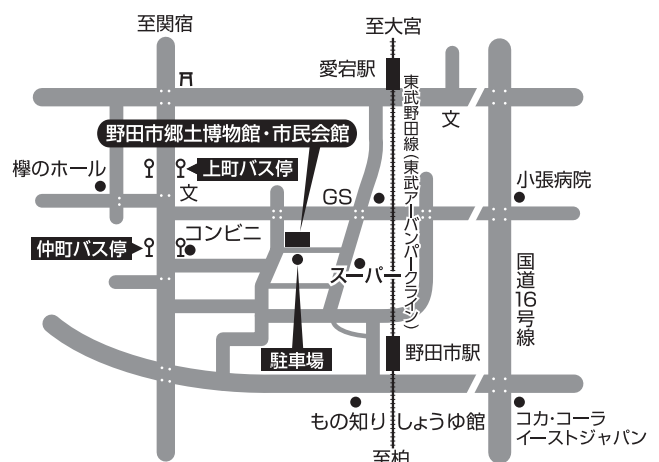 至関宿
至大宮
愛宕駅
文
野田市郷土博物館・市民会館
東武野田線(東武アーバンパークライン)
欅のホール
上町バス停
文
GS
小張病院
仲町バス停
コンビニ
スーパー
国道16号線
駐車場
野田市駅
もの知りしょうゆ館
コカ・コーラ
イーストジャパン
至柏